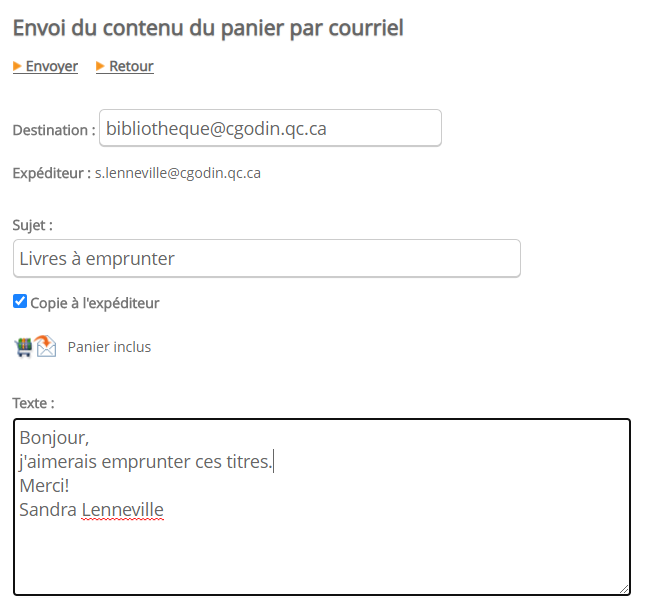 Envoi du contenu du panier par courriel
Envoyer Retour
Destination : bibliotheque@cgodin.qc.ca
Expéditeur : s.lenneville@cgodin.qc.ca
Sujet :
Livres à emprunter
Copie à l'expéditeur
Panier inclus
Texte :
Bonjour,
j'aimerais emprunter ces titres.
Merci!
Sandra Lenneville